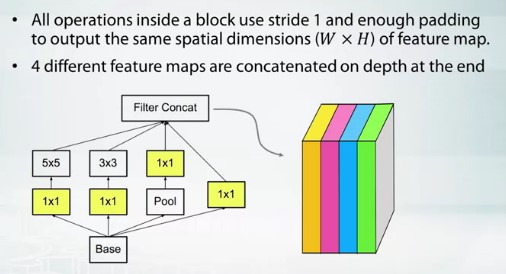 • All operations inside a block use stride 1 and enough padding
to output the same spatial dimensions (W × H) of feature map.
• 4 different feature maps are concatenated on depth at the end
Filter Concat
5x5
3x3
1x1
1x1
1x1
Pool
1x1
Base